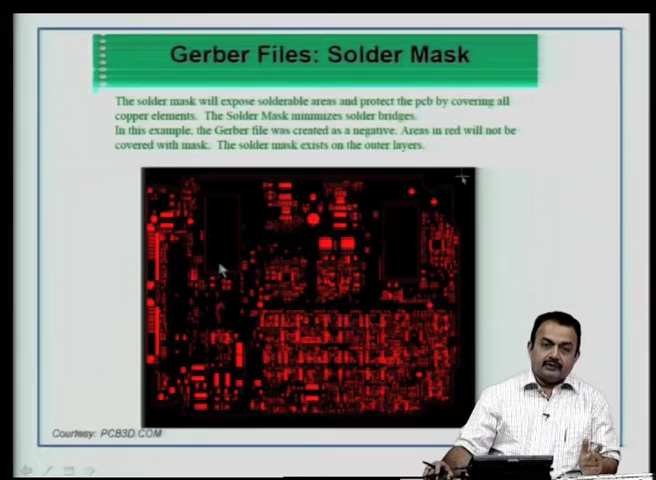 Gerber Files: Solder Mask
The solder mask will expose solderable areas and protect the pcb by covering all
copper elements. The Solder Mask minimizes solder bridges.
In this example, the Gerber file was created as a negative. Areas in red will not be
covered with mask. The solder mask exists on the outer layers.
Courtesy: PCB3D.COM